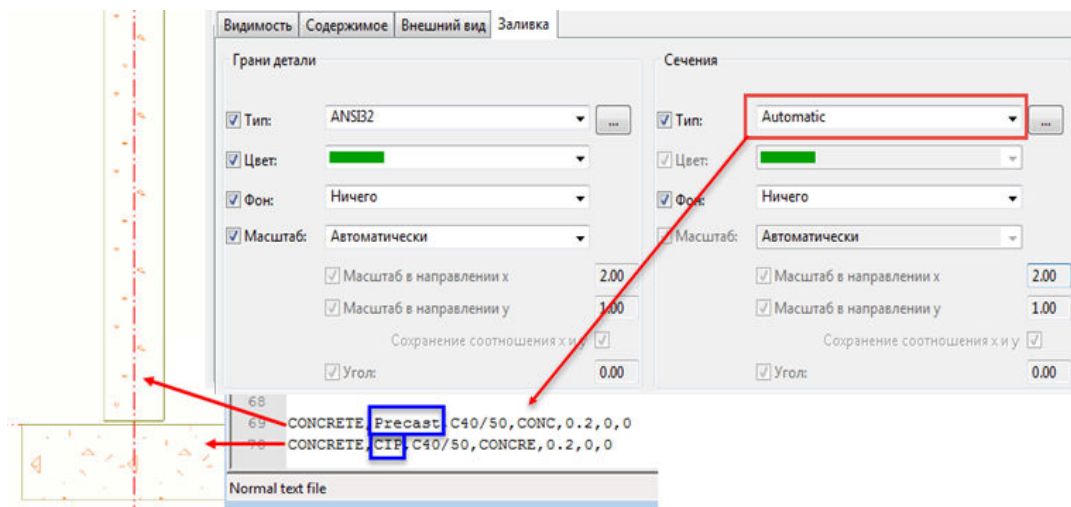 Видимость Содержимое Внешний вид Заливка
Грани детали Сечения
Тип: ANSI32 ... Тип: Automatic ...
Цвет: Цвет:
Фон: Ничего Фон: Ничего
Масштаб: Автоматически Масштаб: Автоматически
Масштаб в направлении x 2.00 Масштаб в направлении x 2.00
Масштаб в направлении y 1.00 Масштаб в направлении y 1.00
Сохранение соотношения x и y Сохранение соотношения x и y
Угол: 0.00 Угол: 0.00
68
69 CONCRETE,Precast,C40/50,CONC,0.2,0,0
70 CONCRETE,CIP,C40/50,CONCRE,0.2,0,0
Normal text file